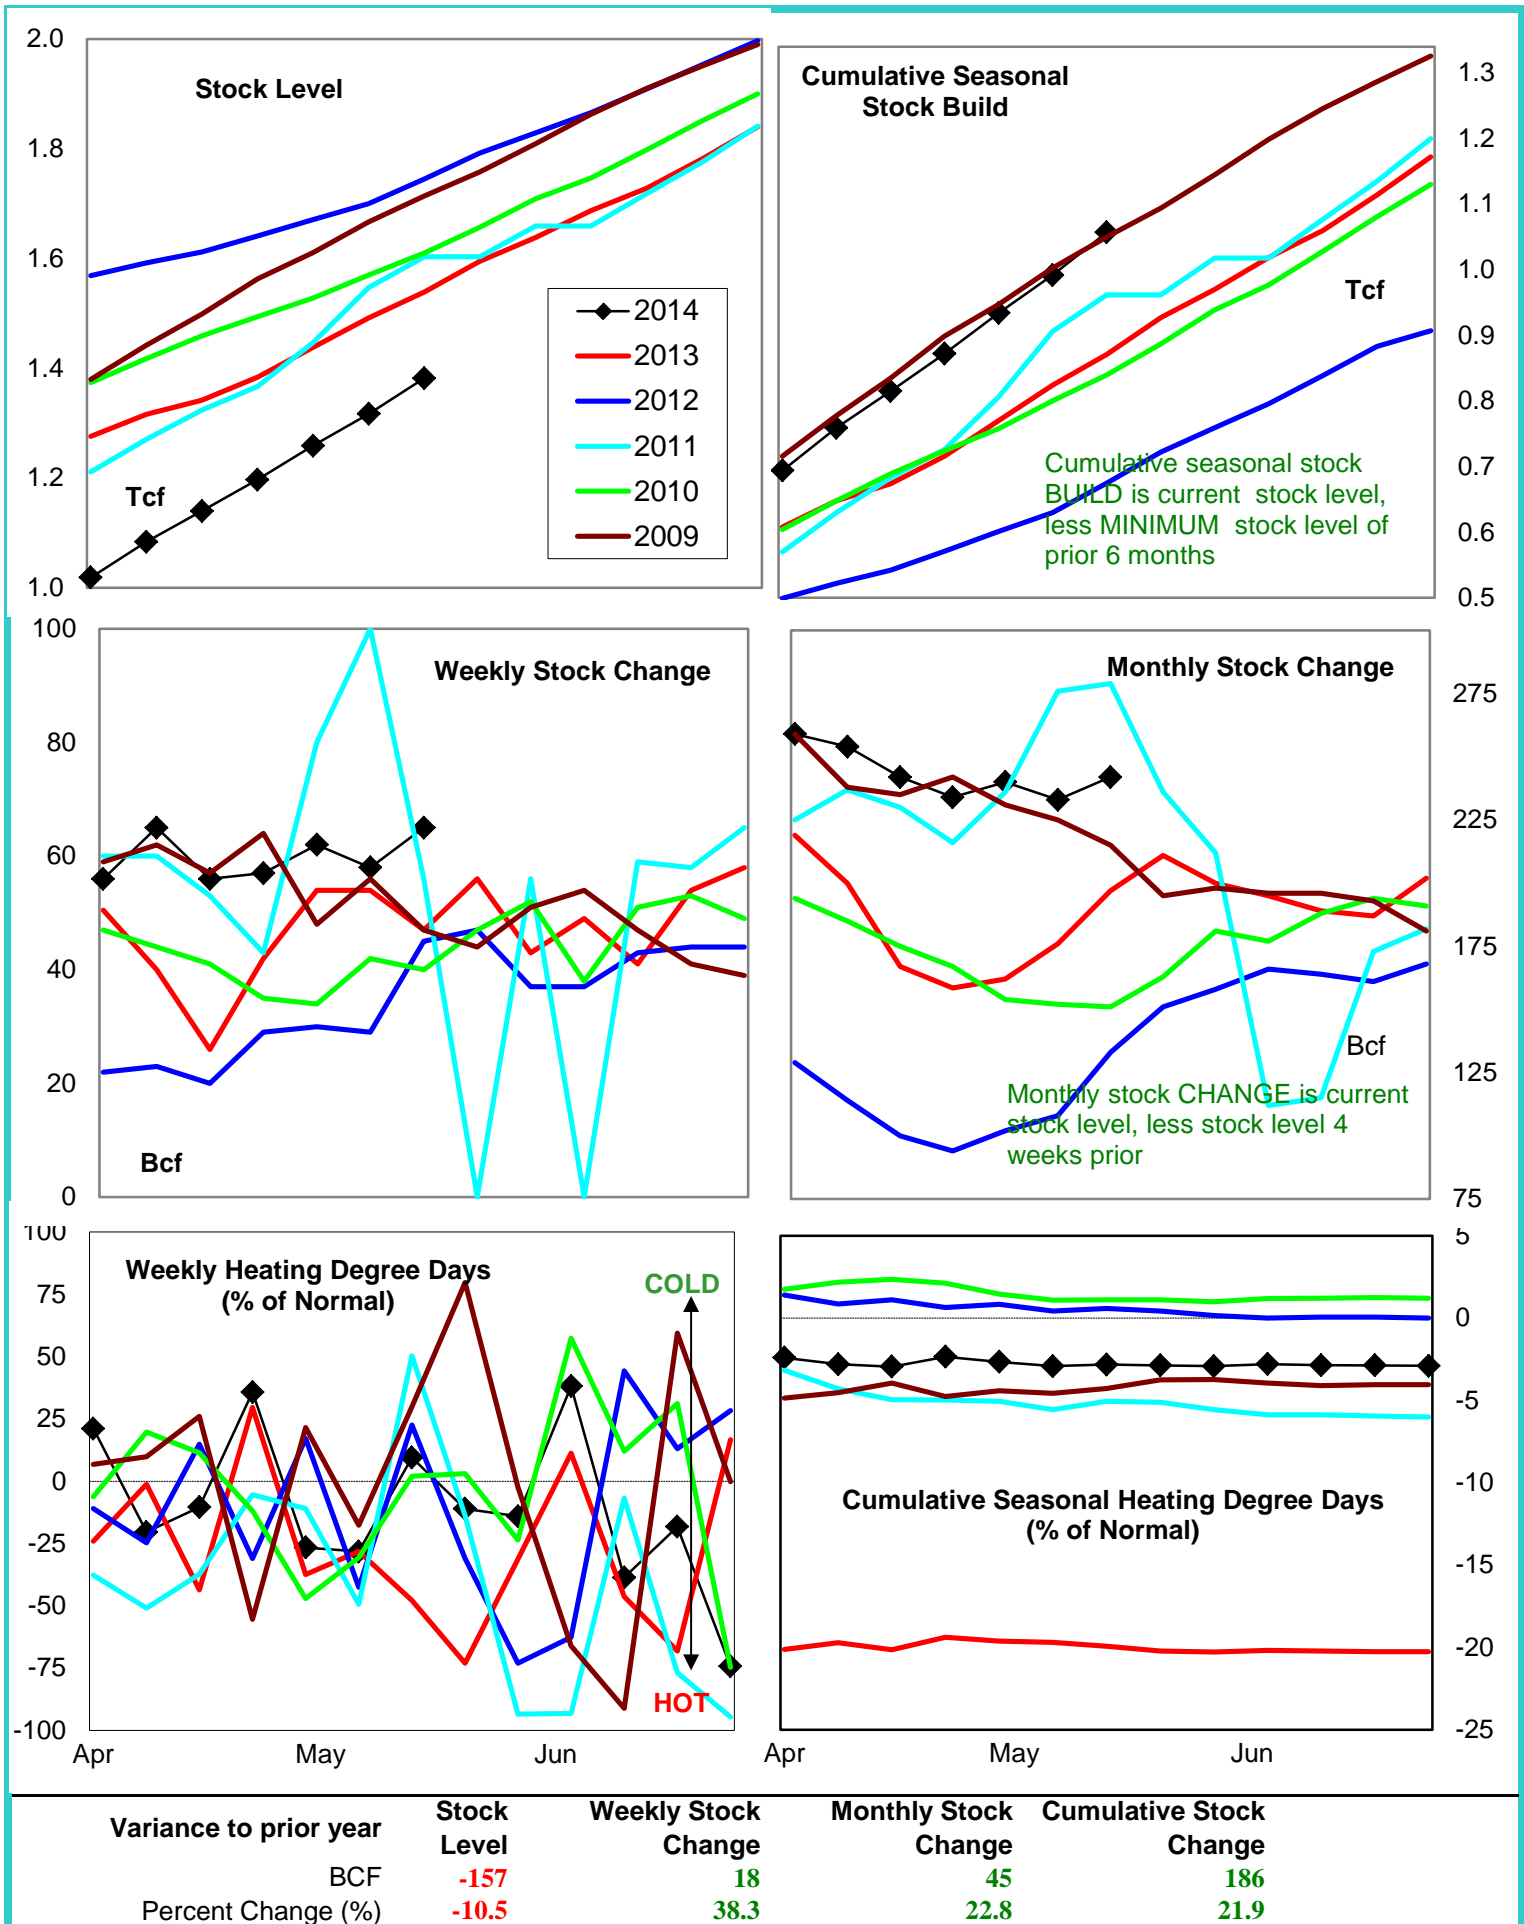 2.0
1.8
1.6
1.4
1.2
1.0
Stock Level
Tcf
2014
2013
2012
2011
2010
2009
Cumulative Seasonal
Stock Build
Tcf
Cumulative seasonal stock
BUILD is current stock level,
less MINIMUM stock level of
prior 6 months
1.3
1.2
1.1
1.0
0.9
0.8
0.7
0.6
0.5
100
80
60
40
20
0
Weekly Stock Change
Bcf
Monthly Stock Change
Bcf
Monthly stock CHANGE is current
stock level, less stock level 4
weeks prior
275
225
175
125
75
100
75
50
25
0
-25
-50
-75
-100
Weekly Heating Degree Days
(% of Normal)
COLD
HOT
Apr May Jun
Cumulative Seasonal Heating Degree Days
(% of Normal)
5
0
-5
-10
-15
-20
-25
Apr May Jun
Variance to prior year Stock Level Weekly Stock Change Monthly Stock Change Cumulative Stock Change
BCF -157 18 45 186
Percent Change (%) -10.5 38.3 22.8 21.9